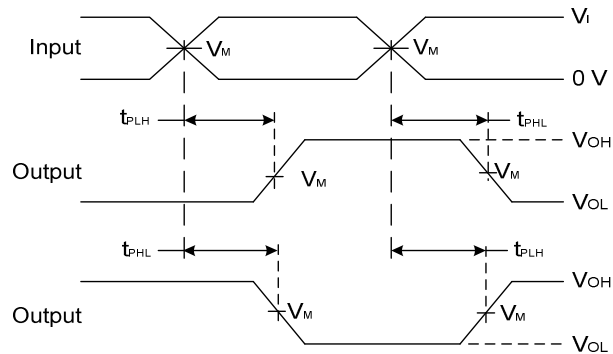 VI
Input VM VM
0 V
tPLH tPHL
VOH
Output VM VM
VOL
tPHL tPLH
VOH
Output VM VM
VOL